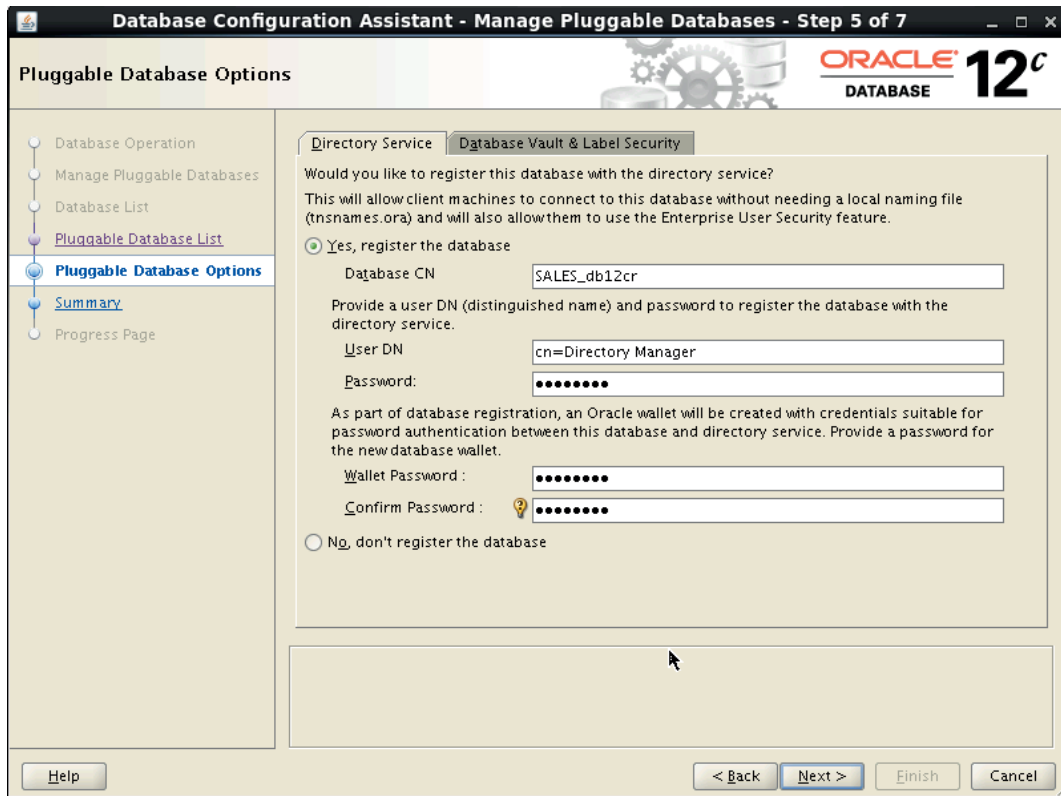 Database Configuration Assistant - Manage Pluggable Databases - Step 5 of 7
Pluggable Database Options
ORACLE
DATABASE
12c
Database Operation
Manage Pluggable Databases
Database List
Pluggable Database List
Pluggable Database Options
Summary
Progress Page
Directory Service
Database Vault & Label Security
Would you like to register this database with the directory service?
This will allow client machines to connect to this database without needing a local naming file
(tnsnames.ora) and will also allow them to use the Enterprise User Security feature.
Yes, register the database
Database CN
SALES_db12cr
Provide a user DN (distinguished name) and password to register the database with the
directory service.
User DN
cn=Directory Manager
Password:
••••••••
As part of database registration, an Oracle wallet will be created with credentials suitable for
password authentication between this database and directory service. Provide a password for
the new database wallet.
Wallet Password :
••••••••
Confirm Password :
••••••••
No, don't register the database
Help
< Back
Next >
Finish
Cancel